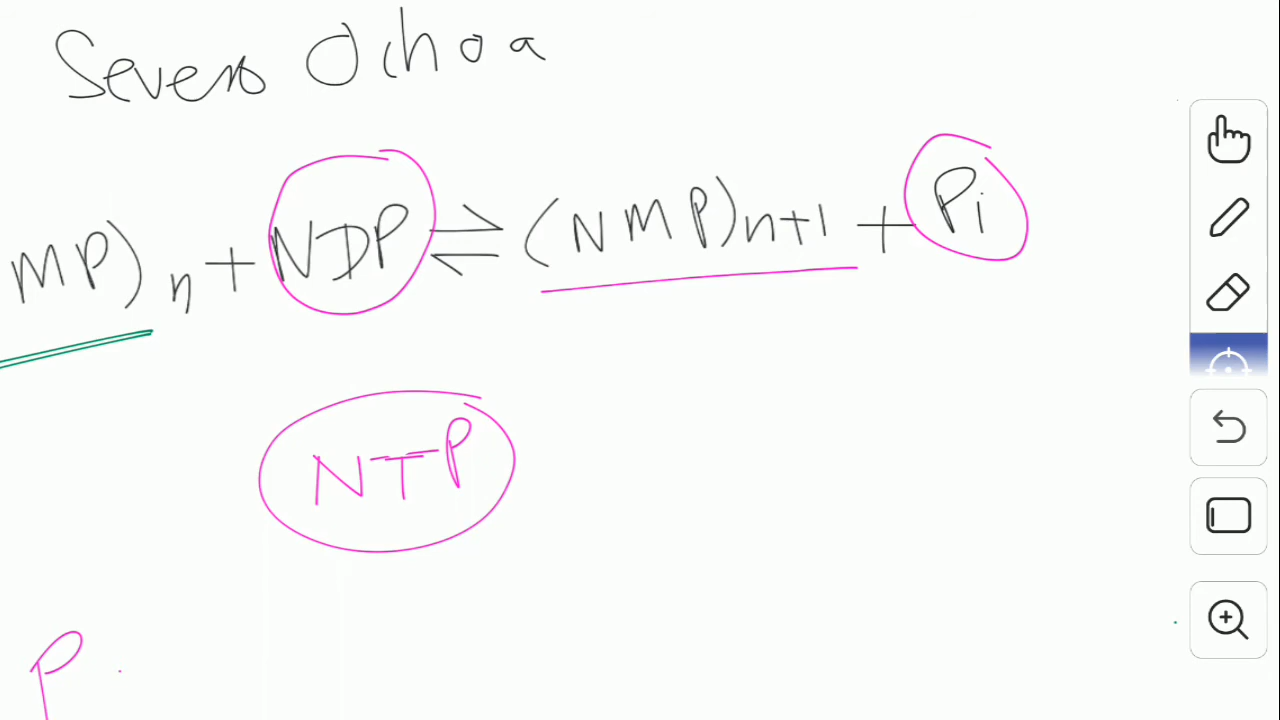 Severo Ochoa
MP)n + NDP ⇌ (NMP)n+1 + Pi
NTP
P